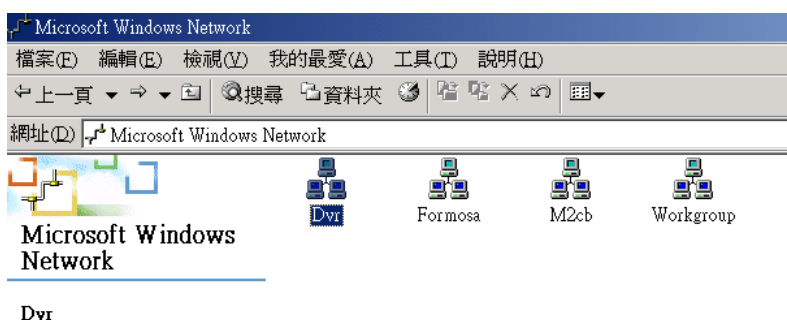 Microsoft Windows Network
檔案(F) 編輯(E) 檢視(V) 我的最愛(A) 工具(T) 說明(H)
上一頁 搜尋 資料夾
網址(D) Microsoft Windows Network
Dvr Formosa M2cb Workgroup
Microsoft Windows
Network
Dvr